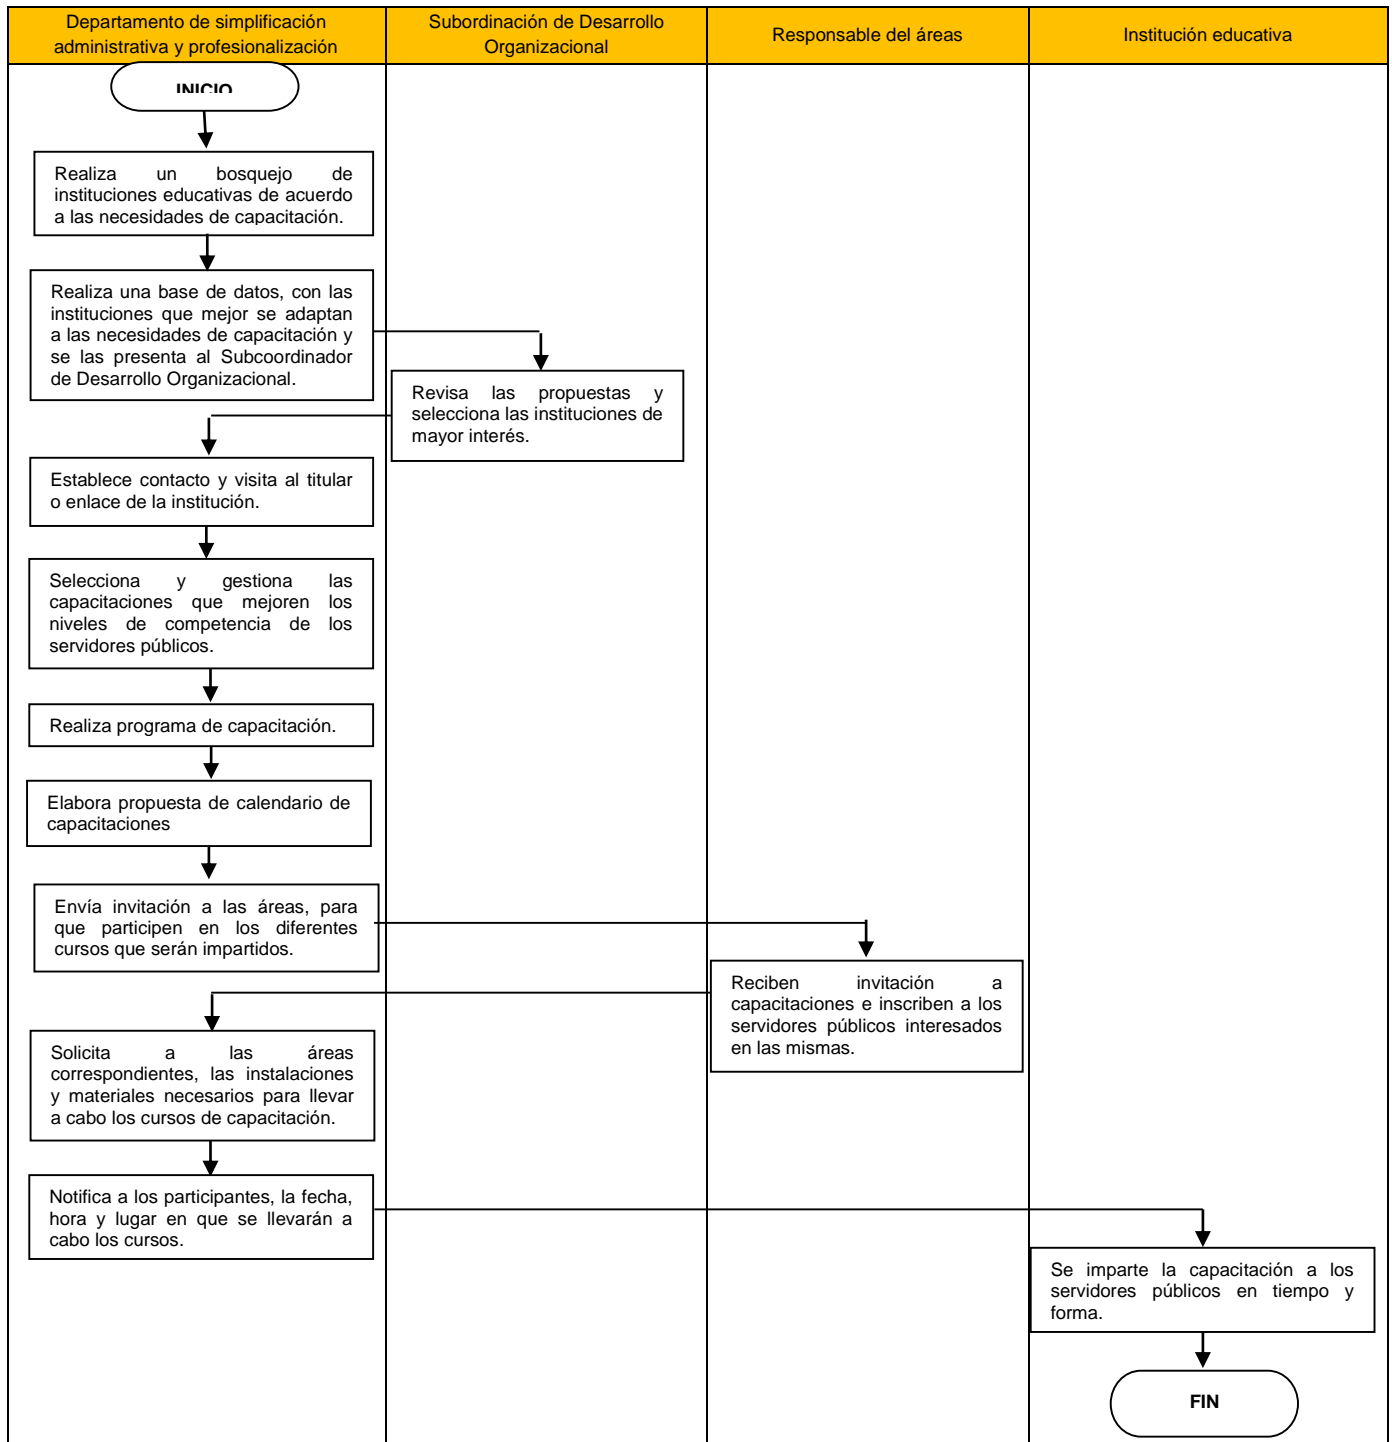 Departamento de simplificación
administrativa y profesionalización
Subordinación de Desarrollo
Organizacional
Responsable del áreas
Institución educativa
INICIO
Realiza un bosquejo de
instituciones educativas de acuerdo
a las necesidades de capacitación.
Realiza una base de datos, con las
instituciones que mejor se adaptan
a las necesidades de capacitación y
se las presenta al Subcoordinador
de Desarrollo Organizacional.
Revisa las propuestas y
selecciona las instituciones de
mayor interés.
Establece contacto y visita al titular
o enlace de la institución.
Selecciona y gestiona las
capacitaciones que mejoren los
niveles de competencia de los
servidores públicos.
Realiza programa de capacitación.
Elabora propuesta de calendario de
capacitaciones
Envía invitación a las áreas, para
que participen en los diferentes
cursos que serán impartidos.
Reciben invitación a
capacitaciones e inscriben a los
servidores públicos interesados
en las mismas.
Solicita a las áreas
correspondientes, las instalaciones
y materiales necesarios para llevar
a cabo los cursos de capacitación.
Notifica a los participantes, la fecha,
hora y lugar en que se llevarán a
cabo los cursos.
Se imparte la capacitación a los
servidores públicos en tiempo y
forma.
FIN